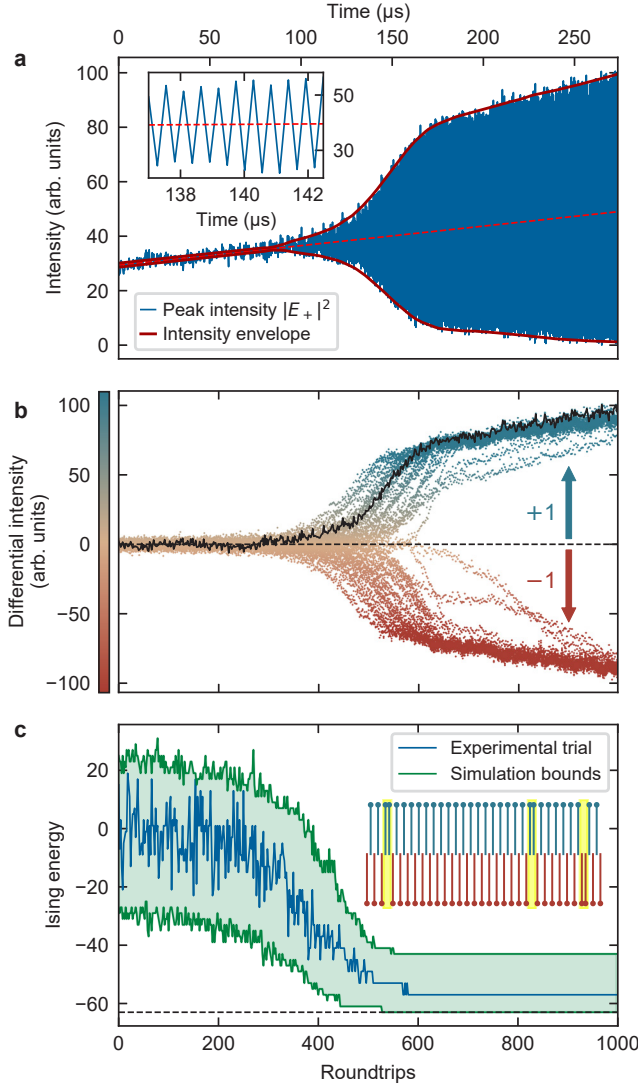 Time (μs)
0 50 100 150 200 250
a
100
80
60
40
20
0
Intensity (arb. units)
50
30
138 140 142
Time (μs)
Peak intensity |E₊|²
Intensity envelope
b
100
50
0
−50
−100
Differential intensity
(arb. units)
+1
−1
c
20
0
−20
−40
−60
Ising energy
Experimental trial
Simulation bounds
0 200 400 600 800 1000
Roundtrips